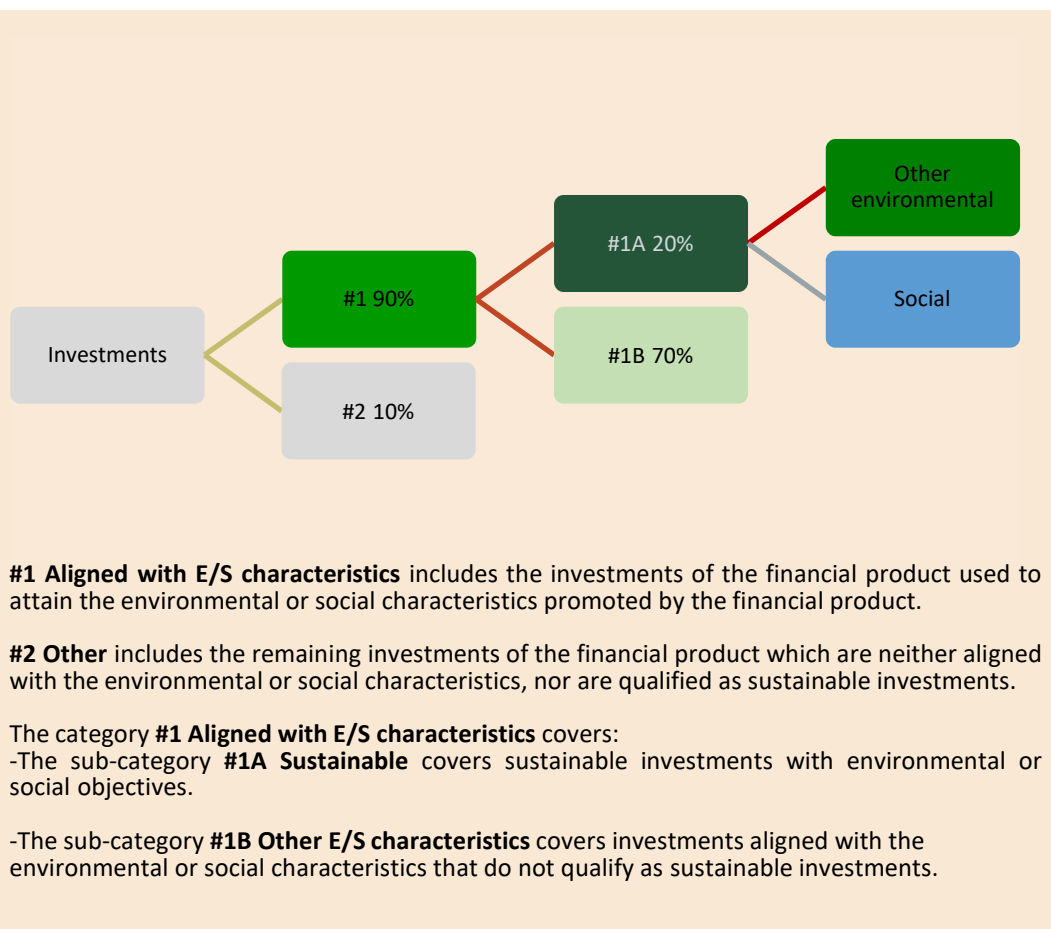 Other
environmental
#1A 20%
#1 90%
Social
Investments
#1B 70%
#2 10%
#1 Aligned with E/S characteristics includes the investments of the financial product used to
attain the environmental or social characteristics promoted by the financial product.
#2 Other includes the remaining investments of the financial product which are neither aligned
with the environmental or social characteristics, nor are qualified as sustainable investments.
The category #1 Aligned with E/S characteristics covers:
-The sub-category #1A Sustainable covers sustainable investments with environmental or
social objectives.
-The sub-category #1B Other E/S characteristics covers investments aligned with the
environmental or social characteristics that do not qualify as sustainable investments.